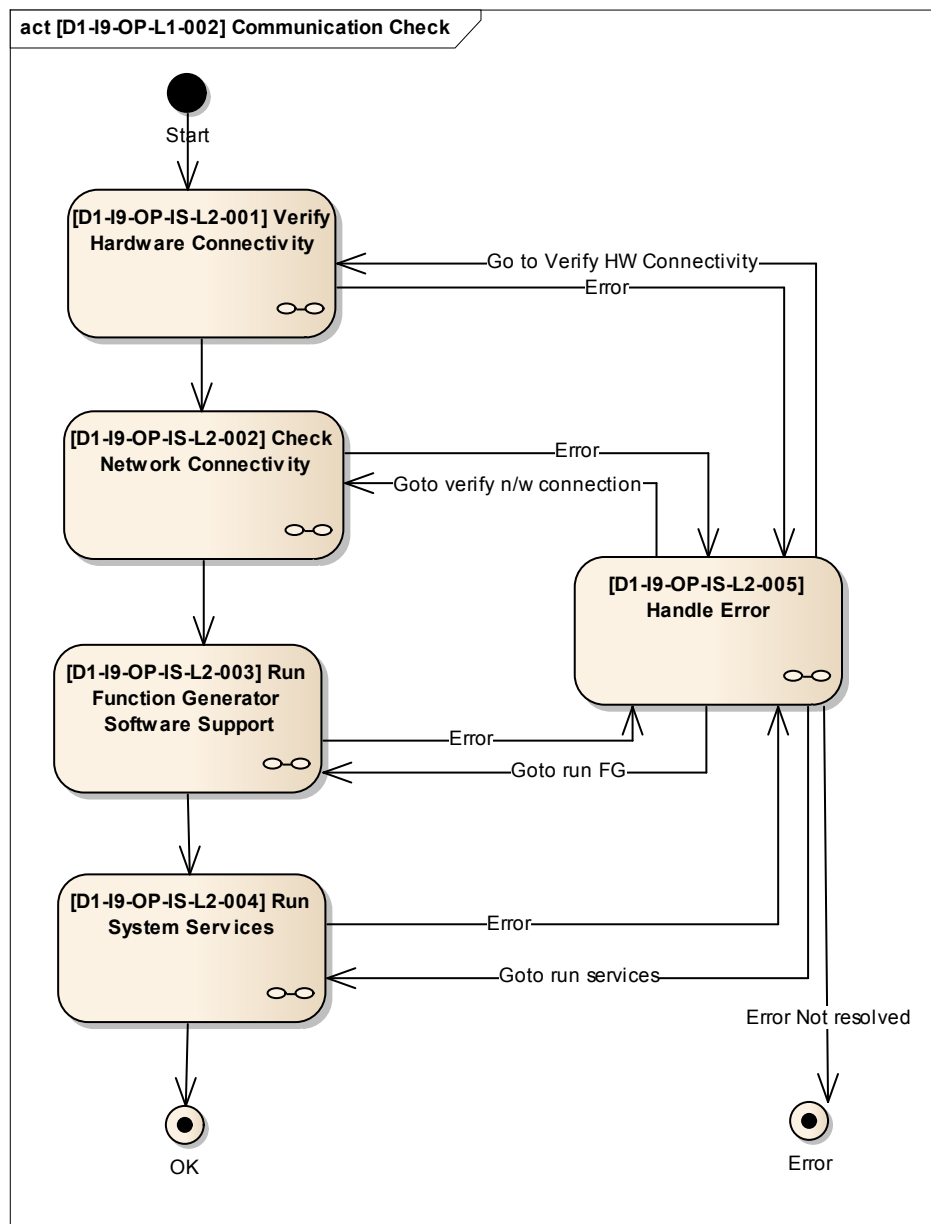 act [D1-I9-OP-L1-002] Communication Check
Start
[D1-I9-OP-IS-L2-001] Verify
Hardware Connectivity
Go to Verify HW Connectivity
Error
[D1-I9-OP-IS-L2-002] Check
Network Connectivity
Error
Goto verify n/w connection
[D1-I9-OP-IS-L2-005]
Handle Error
[D1-I9-OP-IS-L2-003] Run
Function Generator
Software Support
Error
Goto run FG
[D1-I9-OP-IS-L2-004] Run
System Services
Error
Goto run services
Error Not resolved
OK
Error